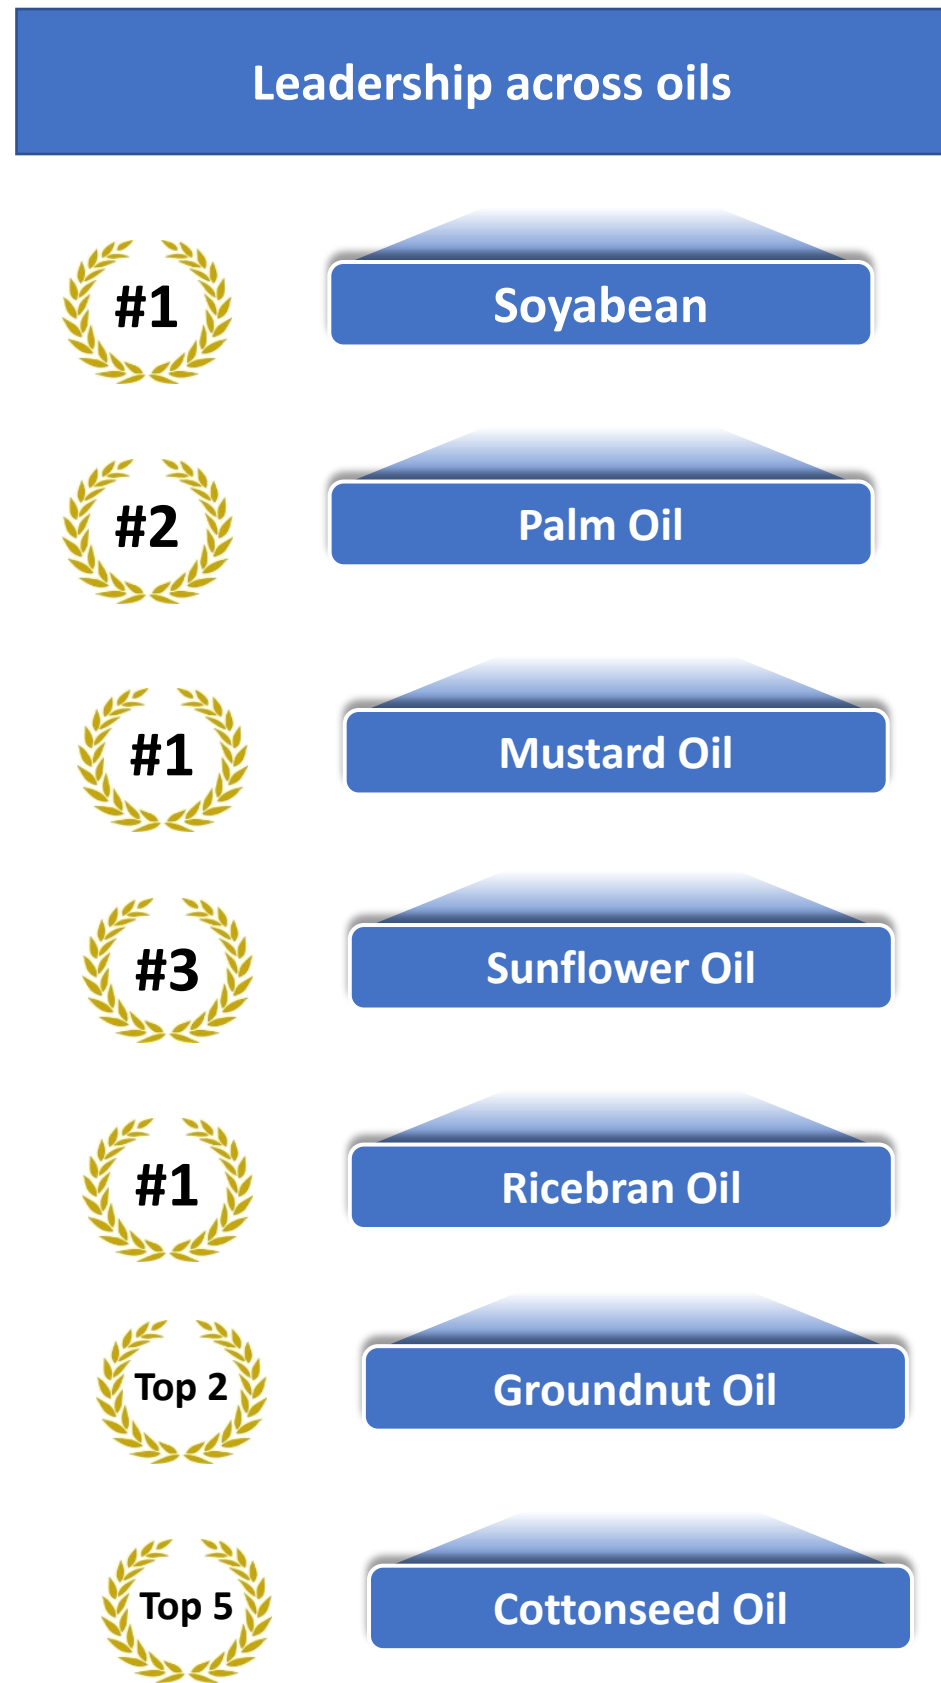 Leadership across oils
#1
Soyabean
#2
Palm Oil
#1
Mustard Oil
#3
Sunflower Oil
#1
Ricebran Oil
Top 2
Groundnut Oil
Top 5
Cottonseed Oil